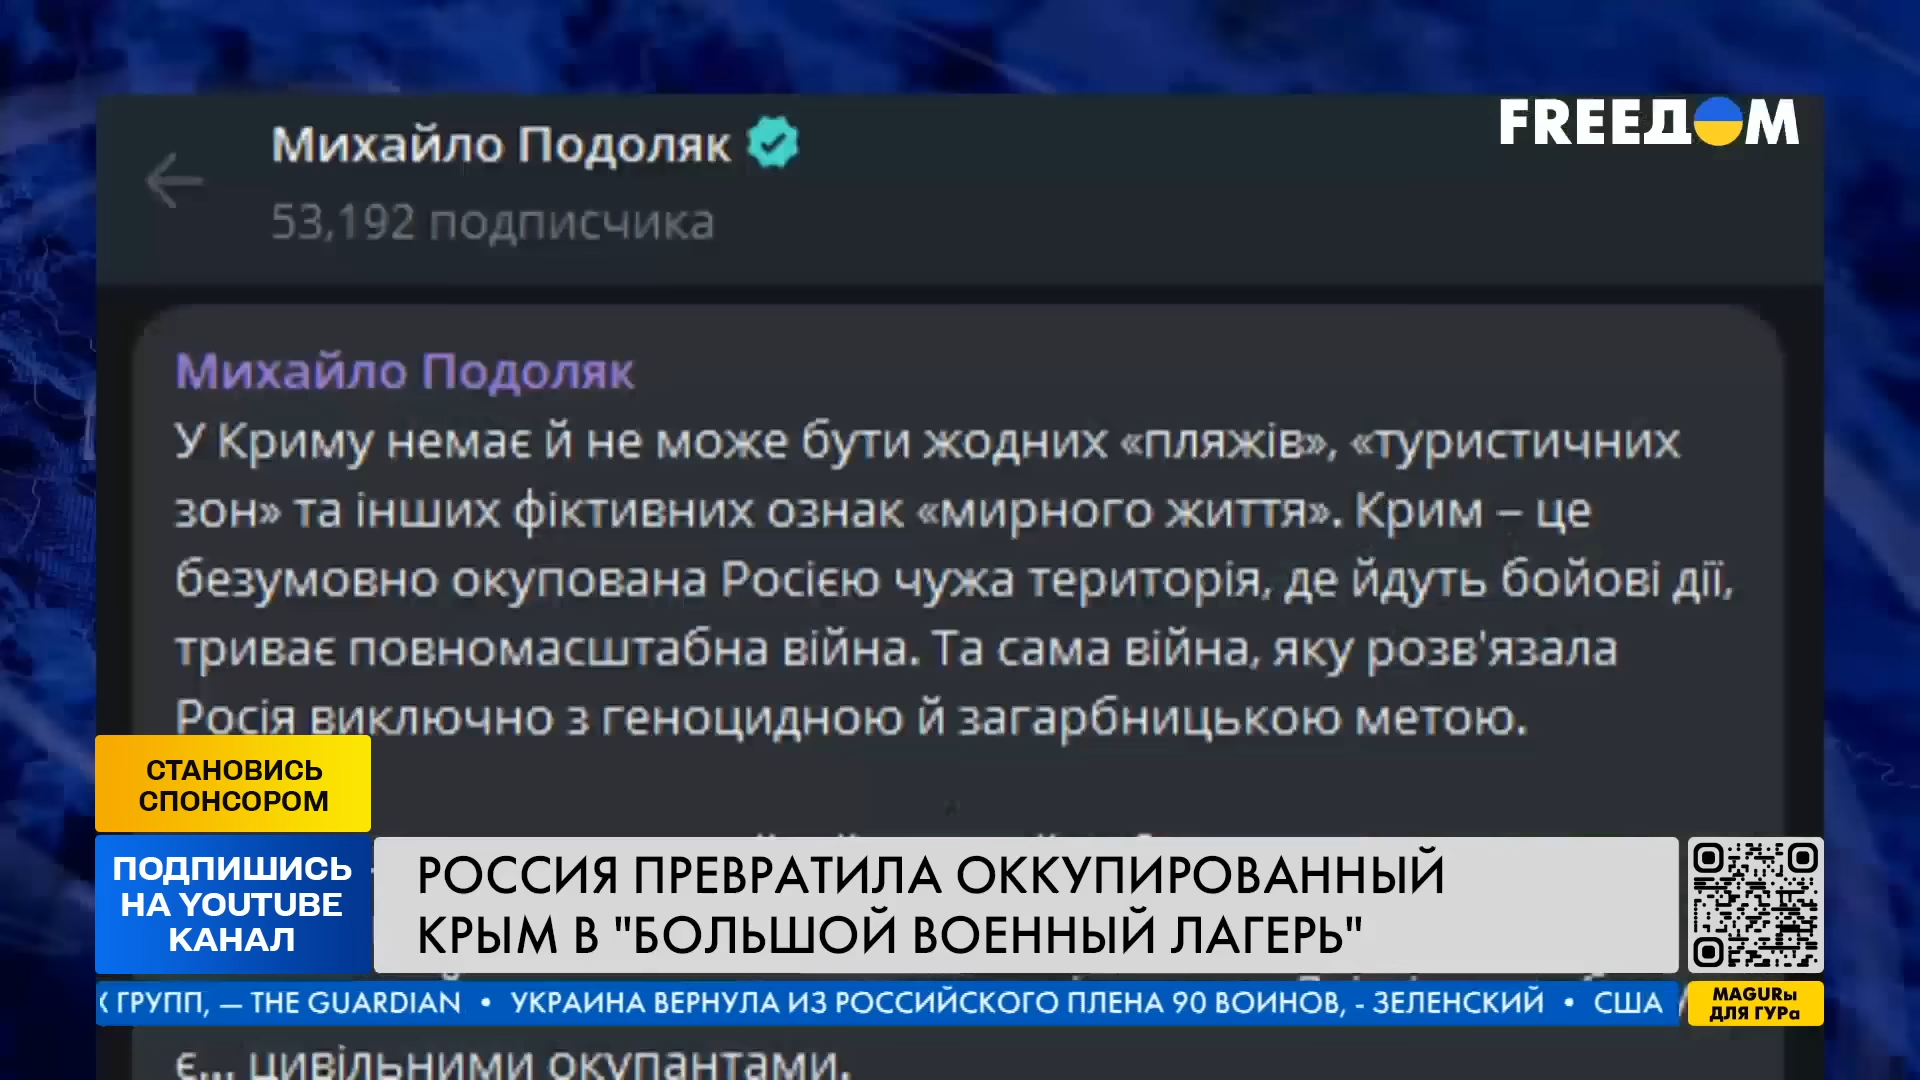 FREEДOM
Михайло Подоляк
53,192 подписчика
Михайло Подоляк
У Криму немає й не може бути жодних «пляжів», «туристичних
зон» та інших фіктивних ознак «мирного життя». Крим – це
безумовно окупована Росією чужа територія, де йдуть бойові дії,
триває повномасштабна війна. Та сама війна, яку розв'язала
Росія виключно з геноцидною й загарбницькою метою.
СТАНОВИСЬ
СПОНСОРОМ
ПОДПИШИСЬ
НА YOUTUBE
КАНАЛ
РОССИЯ ПРЕВРАТИЛА ОККУПИРОВАННЫЙ
КРЫМ В "БОЛЬШОЙ ВОЕННЫЙ ЛАГЕРЬ"
Х ГРУПП, — THE GUARDIAN • УКРАИНА ВЕРНУЛА ИЗ РОССИЙСКОГО ПЛЕНА 90 ВОИНОВ, - ЗЕЛЕНСКИЙ • США
MAGURы
ДЛЯ ГУРа
є... цивільними окупантами.